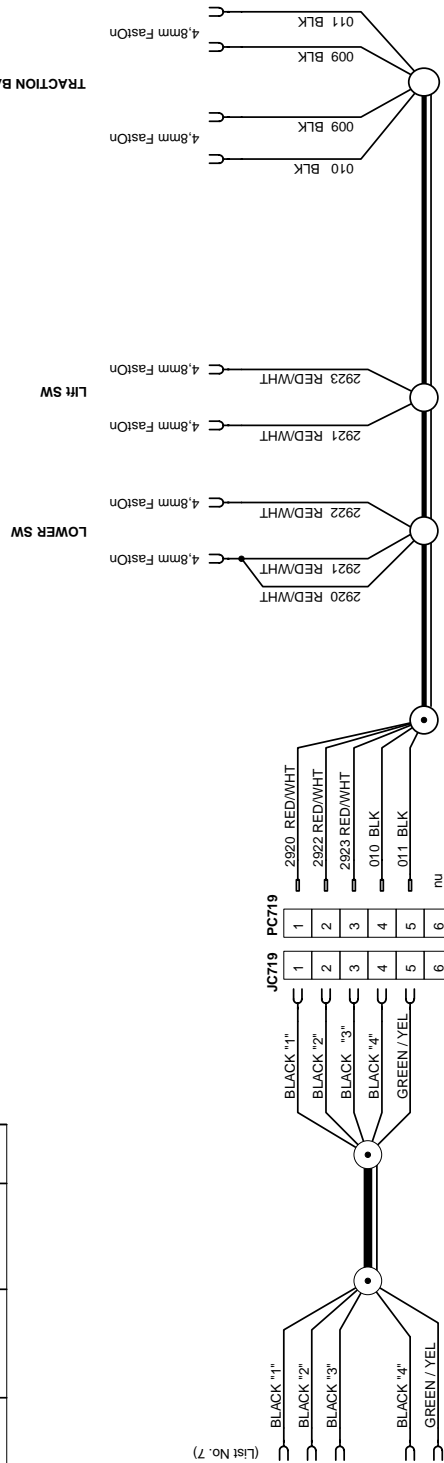 011 BLK
4,8mm FastOn
009 BLK
TRACTION BA
009 BLK
4,8mm FastOn
010 BLK
2923 RED/WHT
4,8mm FastOn
Lift SW
2921 RED/WHT
4,8mm FastOn
2922 RED/WHT
4,8mm FastOn
LOWER SW
2921 RED/WHT
4,8mm FastOn
2920 RED/WHT
2920 RED/WHT
2922 RED/WHT
2923 RED/WHT
010 BLK
011 BLK
nu
PC719
1
2
3
4
5
6
JC719
1
2
3
4
5
6
BLACK "1"
BLACK "2"
BLACK "3"
BLACK "4"
GREEN / YEL
BLACK "1"
BLACK "2"
BLACK "3"
BLACK "4"
GREEN / YEL
(List No. 7)